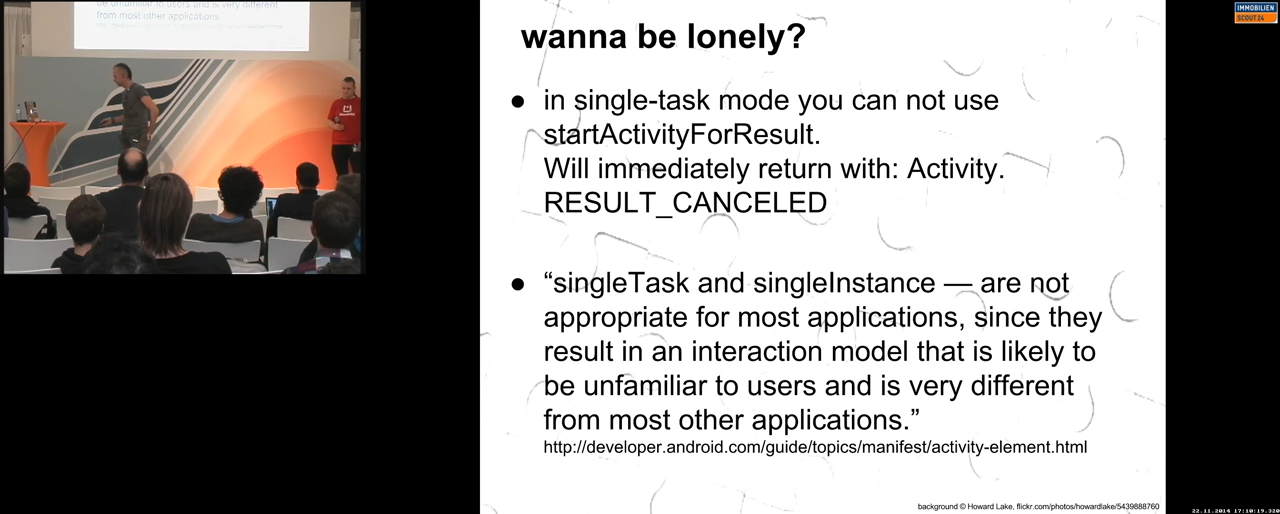 be unfamiliar to users and is very different
from most other applications.”
wanna be lonely?
● in single-task mode you can not use
startActivityForResult.
Will immediately return with: Activity.
RESULT_CANCELED
● “singleTask and singleInstance — are not
appropriate for most applications, since they
result in an interaction model that is likely to
be unfamiliar to users and is very different
from most other applications.”
http://developer.android.com/guide/topics/manifest/activity-element.html
background © Howard Lake, flickr.com/photos/howardlake/5439888760
IMMOBILIEN
SCOUT 24
22.11.2014 17:10:19.320